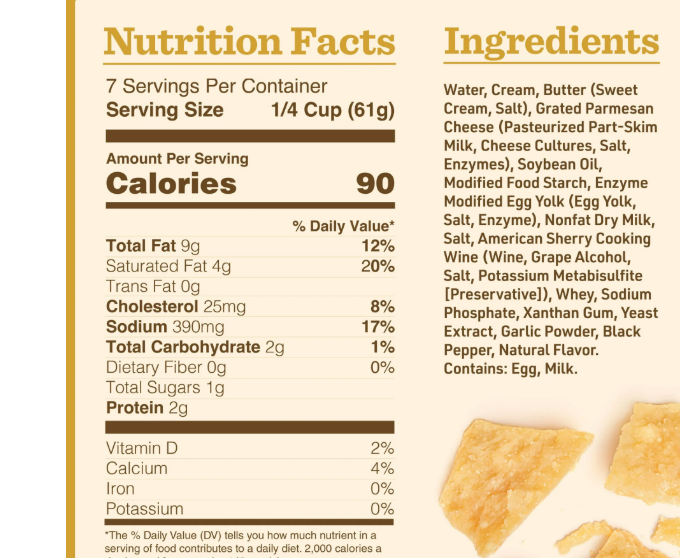 Nutrition Facts
7 Servings Per Container
Serving Size 1/4 Cup (61g)
Amount Per Serving
Calories 90
% Daily Value*
Total Fat 9g 12%
Saturated Fat 4g 20%
Trans Fat 0g
Cholesterol 25mg 8%
Sodium 390mg 17%
Total Carbohydrate 2g 1%
Dietary Fiber 0g 0%
Total Sugars 1g
Protein 2g
Vitamin D 2%
Calcium 4%
Iron 0%
Potassium 0%
*The % Daily Value (DV) tells you how much nutrient in a
serving of food contributes to a daily diet. 2,000 calories a
Ingredients
Water, Cream, Butter (Sweet
Cream, Salt), Grated Parmesan
Cheese (Pasteurized Part-Skim
Milk, Cheese Cultures, Salt,
Enzymes), Soybean Oil,
Modified Food Starch, Enzyme
Modified Egg Yolk (Egg Yolk,
Salt, Enzyme), Nonfat Dry Milk,
Salt, American Sherry Cooking
Wine (Wine, Grape Alcohol,
Salt, Potassium Metabisulfite
[Preservative]), Whey, Sodium
Phosphate, Xanthan Gum, Yeast
Extract, Garlic Powder, Black
Pepper, Natural Flavor.
Contains: Egg, Milk.